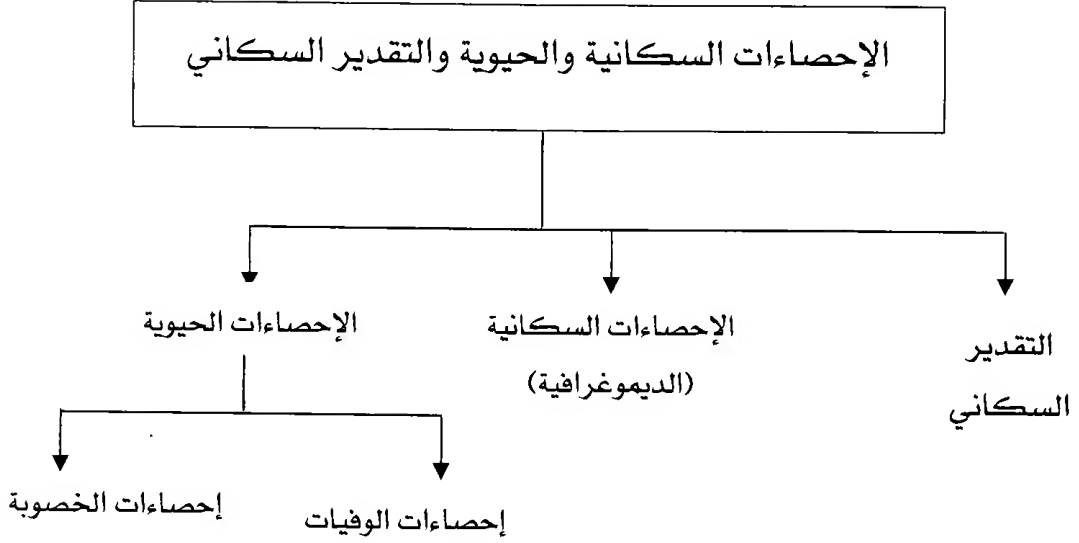 الإحصاءات السكانية والحيوية والتقدير السكاني
التقدير
السكاني
الإحصاءات السكانية
(الديموغرافية)
الإحصاءات الحيوية
إحصاءات الوفيات
إحصاءات الخصوبة